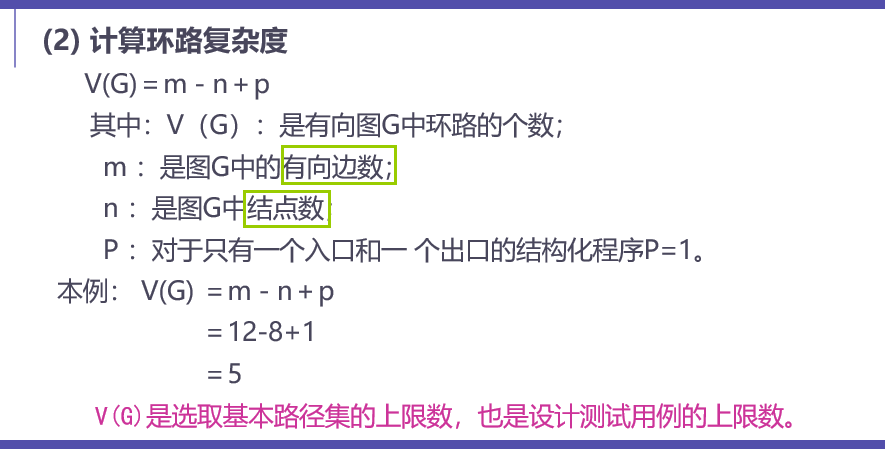 (2) 计算环路复杂度
V(G) = m - n + p
其中：V（G）：是有向图G中环路的个数；
m ：是图G中的有向边数；
n ：是图G中结点数；
P ：对于只有一个入口和一 个出口的结构化程序P=1。
本例： V(G) = m - n + p
= 12-8+1
= 5
V(G)是选取基本路径集的上限数，也是设计测试用例的上限数。